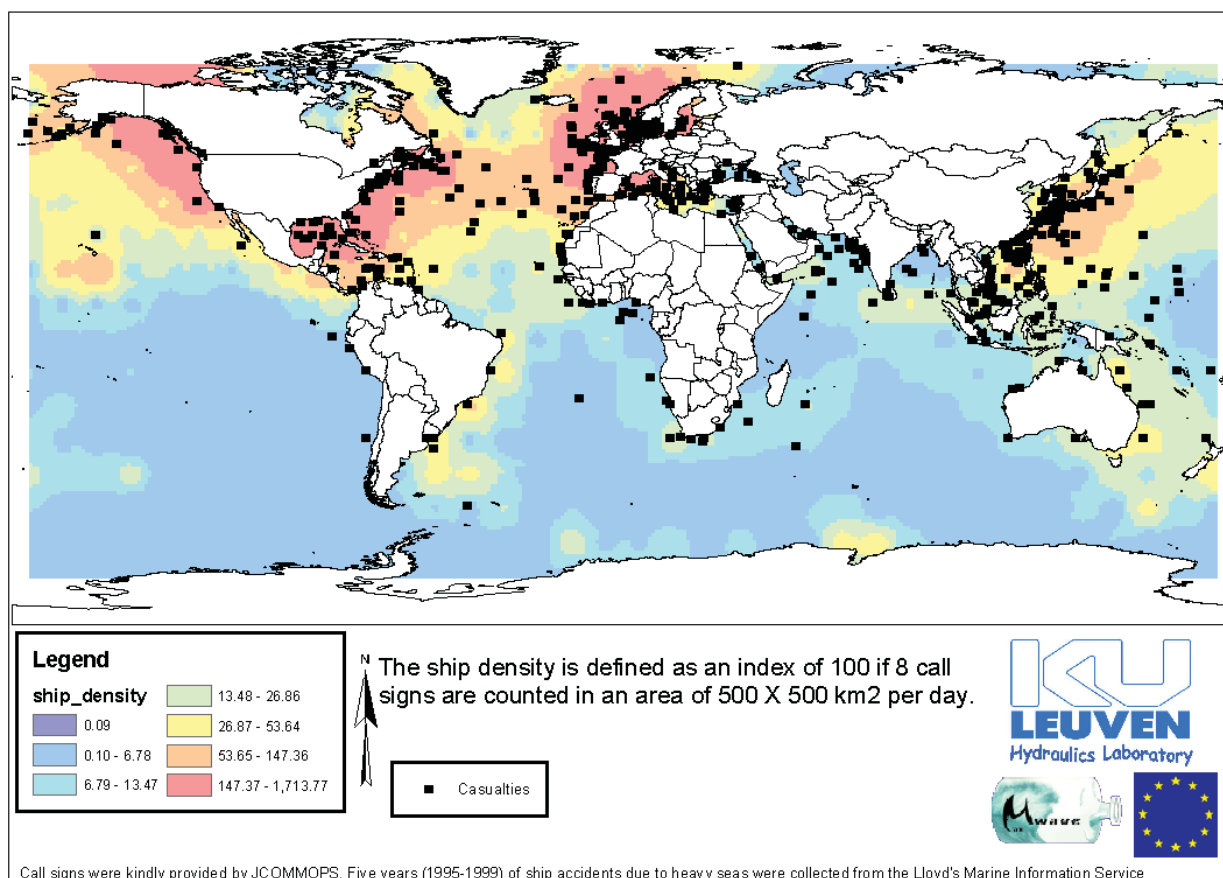 Legend
ship_density
0.09
0.10 - 6.78
6.79 - 13.47
13.48 - 26.86
26.87 - 53.64
53.65 - 147.36
147.37 - 1,713.77
N
The ship density is defined as an index of 100 if 8 call
signs are counted in an area of 500 X 500 km2 per day.
Casualties
KU
LEUVEN
Hydraulics Laboratory
wave
Call signs were kindly provided by JCOMMOPS. Five years (1995-1999) of ship accidents due to heavy seas were collected from the Lloyd's Marine Information Service